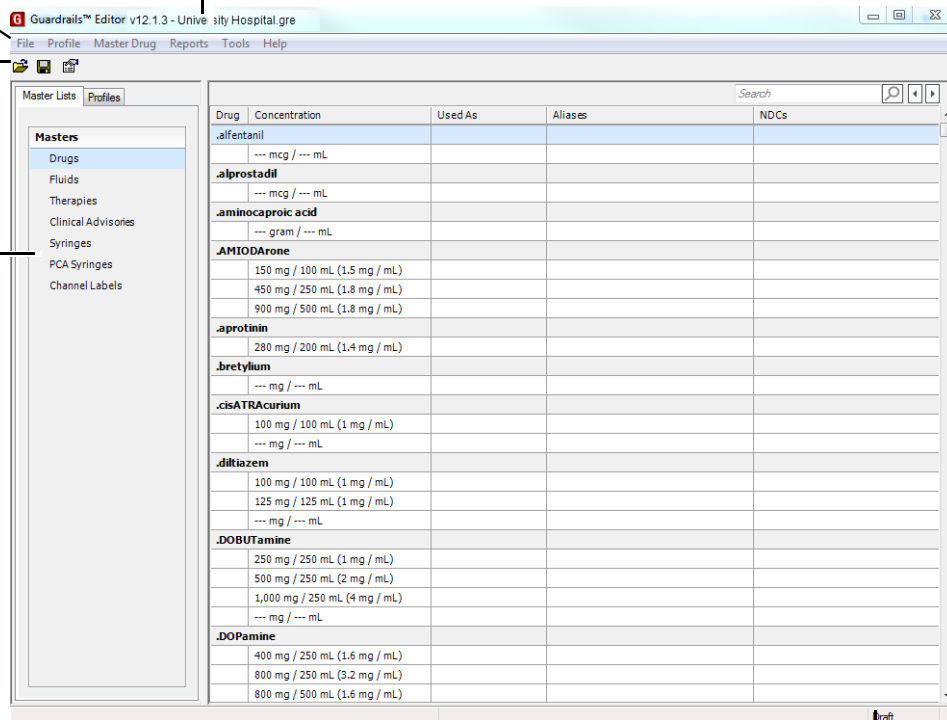 G Guardrails™ Editor v12.1.3 - University Hospital.gre
File Profile Master Drug Reports Tools Help
Master Lists Profiles
Search
Drug Concentration Used As Aliases NDCs
Masters
Drugs
Fluids
Therapies
Clinical Advisories
Syringes
PCA Syringes
Channel Labels
.alfentanil
--- mcg / --- mL
.alprostadil
--- mcg / --- mL
.aminocaproic acid
--- gram / --- mL
.AMIODArone
150 mg / 100 mL (1.5 mg / mL)
450 mg / 250 mL (1.8 mg / mL)
900 mg / 500 mL (1.8 mg / mL)
.aprotinin
280 mg / 200 mL (1.4 mg / mL)
.bretylium
--- mg / --- mL
.cisATRAcurium
100 mg / 100 mL (1 mg / mL)
--- mg / --- mL
.diltiazem
100 mg / 100 mL (1 mg / mL)
125 mg / 125 mL (1 mg / mL)
--- mg / --- mL
.DOBUTamine
250 mg / 250 mL (1 mg / mL)
500 mg / 250 mL (2 mg / mL)
1,000 mg / 250 mL (4 mg / mL)
--- mg / --- mL
.DOPamine
400 mg / 250 mL (1.6 mg / mL)
800 mg / 250 mL (3.2 mg / mL)
800 mg / 500 mL (1.6 mg / mL)
Draft